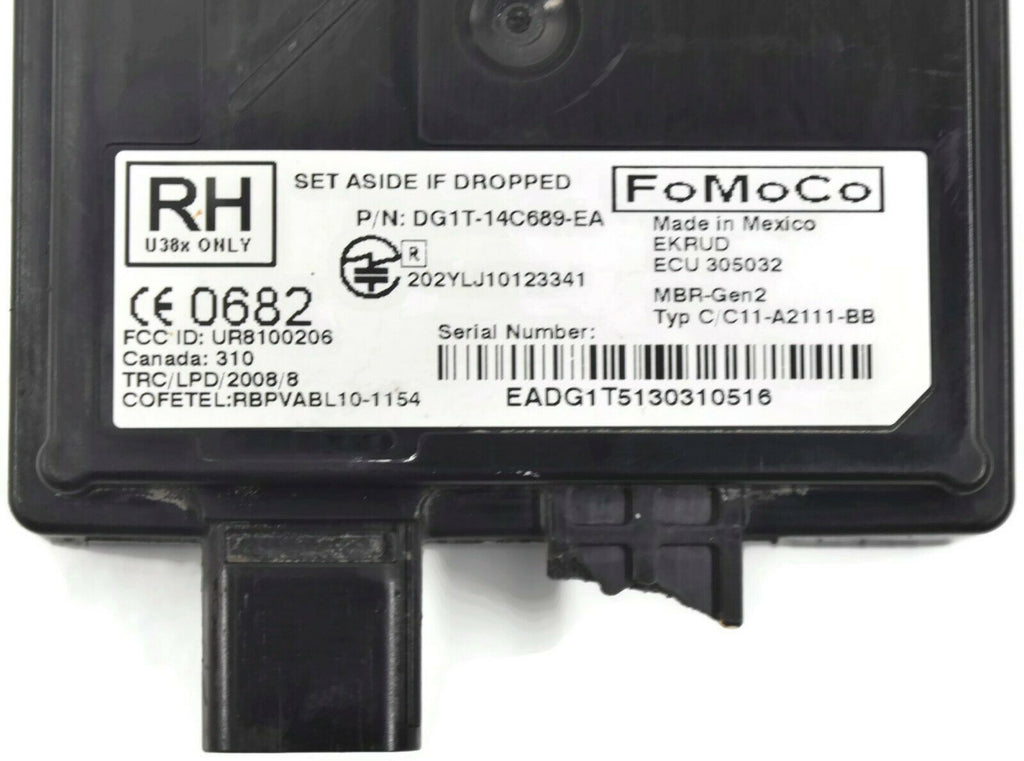 RH
U38x ONLY
SET ASIDE IF DROPPED
P/N: DG1T-14C689-EA
R
202YLJ10123341
FoMoCo
Made in Mexico
EKRUD
ECU 305032
MBR-Gen2
Typ C/C11-A2111-BB
CE 0682
FCC ID: UR8100206
Canada: 310
TRC/LPD/2008/8
COFETEL:RBPVABL10-1154
Serial Number:
EADG1T5130310516